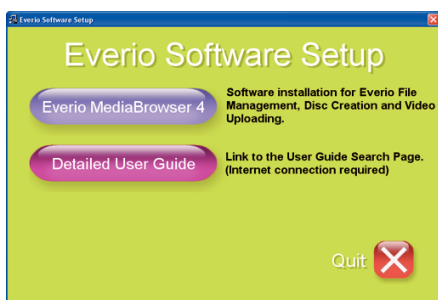 Everio Software Setup
Everio Software Setup
Everio MediaBrowser 4
Software installation for Everio File
Management, Disc Creation and Video
Uploading.
Detailed User Guide
Link to the User Guide Search Page.
(Internet connection required)
Quit